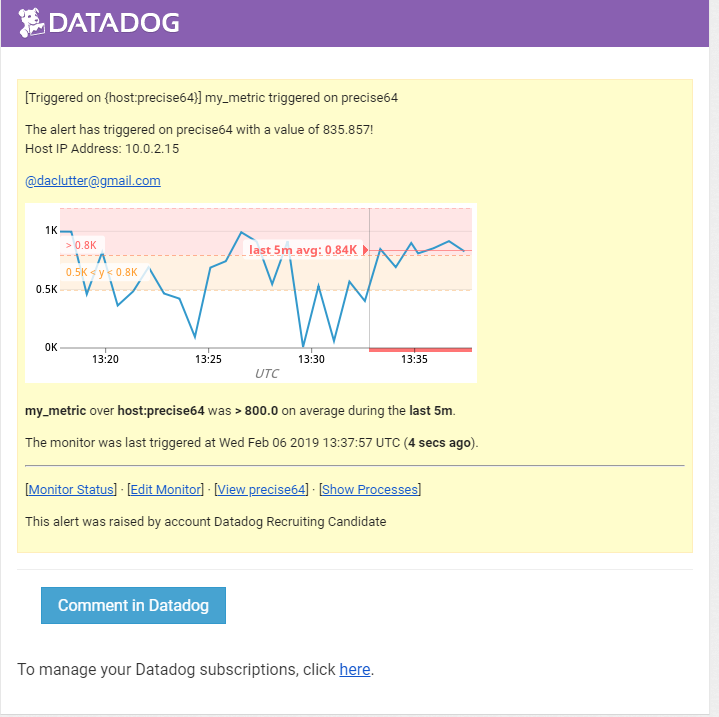 DATADOG
[Triggered on {host:precise64}] my_metric triggered on precise64
The alert has triggered on precise64 with a value of 835.857!
Host IP Address: 10.0.2.15
@daclutter@gmail.com
1K
> 0.8K
last 5m avg: 0.84K
0.5K < y < 0.8K
0.5K
0K
13:20 13:25 13:30 13:35
UTC
my_metric over host:precise64 was > 800.0 on average during the last 5m.
The monitor was last triggered at Wed Feb 06 2019 13:37:57 UTC (4 secs ago).
[Monitor Status] · [Edit Monitor] · [View precise64] · [Show Processes]
This alert was raised by account Datadog Recruiting Candidate
Comment in Datadog
To manage your Datadog subscriptions, click here.